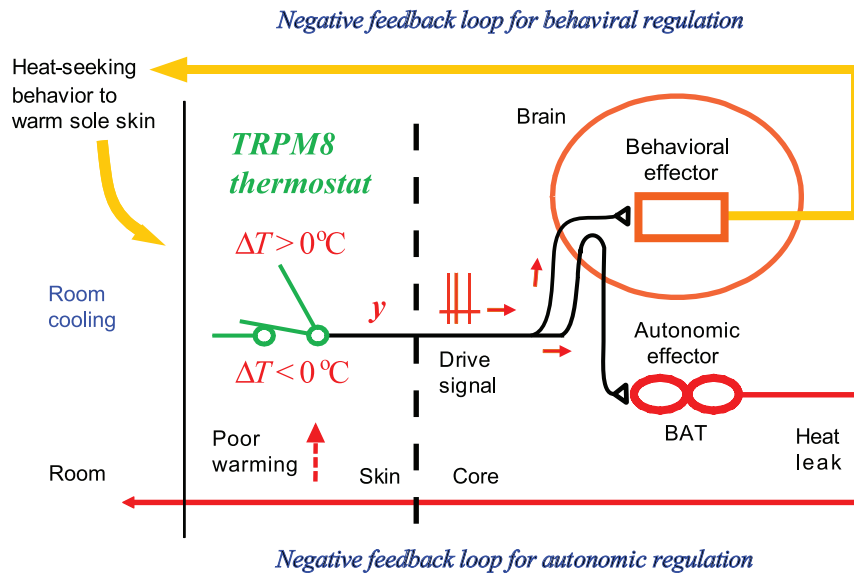 Negative feedback loop for behaviral regulation
Heat-seeking
behavior to
warm sole skin
Brain
TRPM8
thermostat
Behavioral
effector
ΔT > 0°C
Room
cooling
y
ΔT < 0°C
Drive
signal
Autonomic
effector
BAT
Poor
warming
Heat
leak
Room
Skin
Core
Negative feedback loop for autonomic regulation